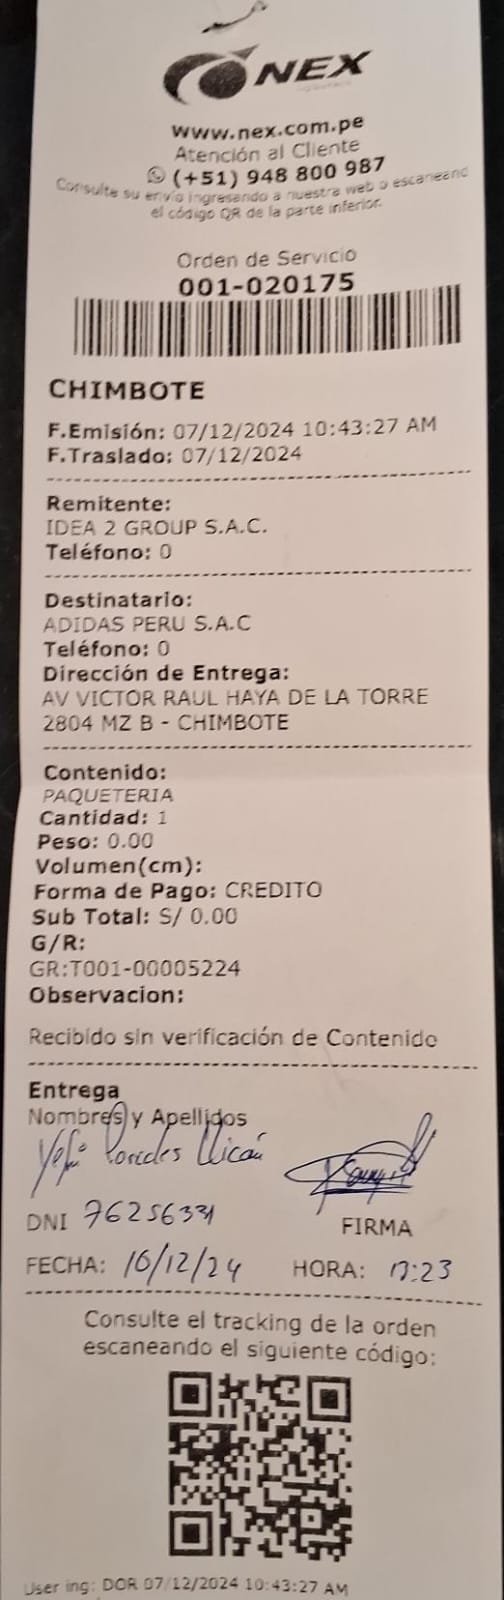 NEX
www.nex.com.pe
Atención al Cliente
(+51) 948 800 987
Consulte su envío ingresando a nuestra web o escaneand
el código QR de la parte inferior.
Orden de Servicio
001-020175
CHIMBOTE
F.Emisión: 07/12/2024 10:43:27 AM
F.Traslado: 07/12/2024
Remitente:
IDEA 2 GROUP S.A.C.
Teléfono: 0
Destinatario:
ADIDAS PERU S.A.C
Teléfono: 0
Dirección de Entrega:
AV VICTOR RAUL HAYA DE LA TORRE
2804 MZ B - CHIMBOTE
Contenido:
PAQUETERIA
Cantidad: 1
Peso: 0.00
Volumen(cm):
Forma de Pago: CREDITO
Sub Total: S/ 0.00
G/R:
GR:T001-00005224
Observacion:
Recibido sin verificación de Contenido
Entrega
Nombres y Apellidos
Paredes
DNI
FIRMA
FECHA: 10/12/24 HORA:
Consulte el tracking de la orden
escaneando el siguiente código:
User ing: DOR 07/12/2024 10:43:27 AM